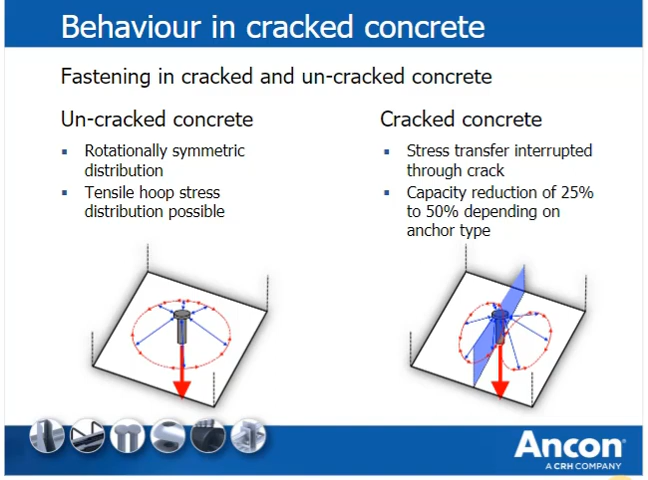 Behaviour in cracked concrete
Fastening in cracked and un-cracked concrete
Un-cracked concrete
▪ Rotationally symmetric
distribution
▪ Tensile hoop stress
distribution possible
Cracked concrete
▪ Stress transfer interrupted
through crack
▪ Capacity reduction of 25%
to 50% depending on
anchor type
Ancon®
A CRH COMPANY